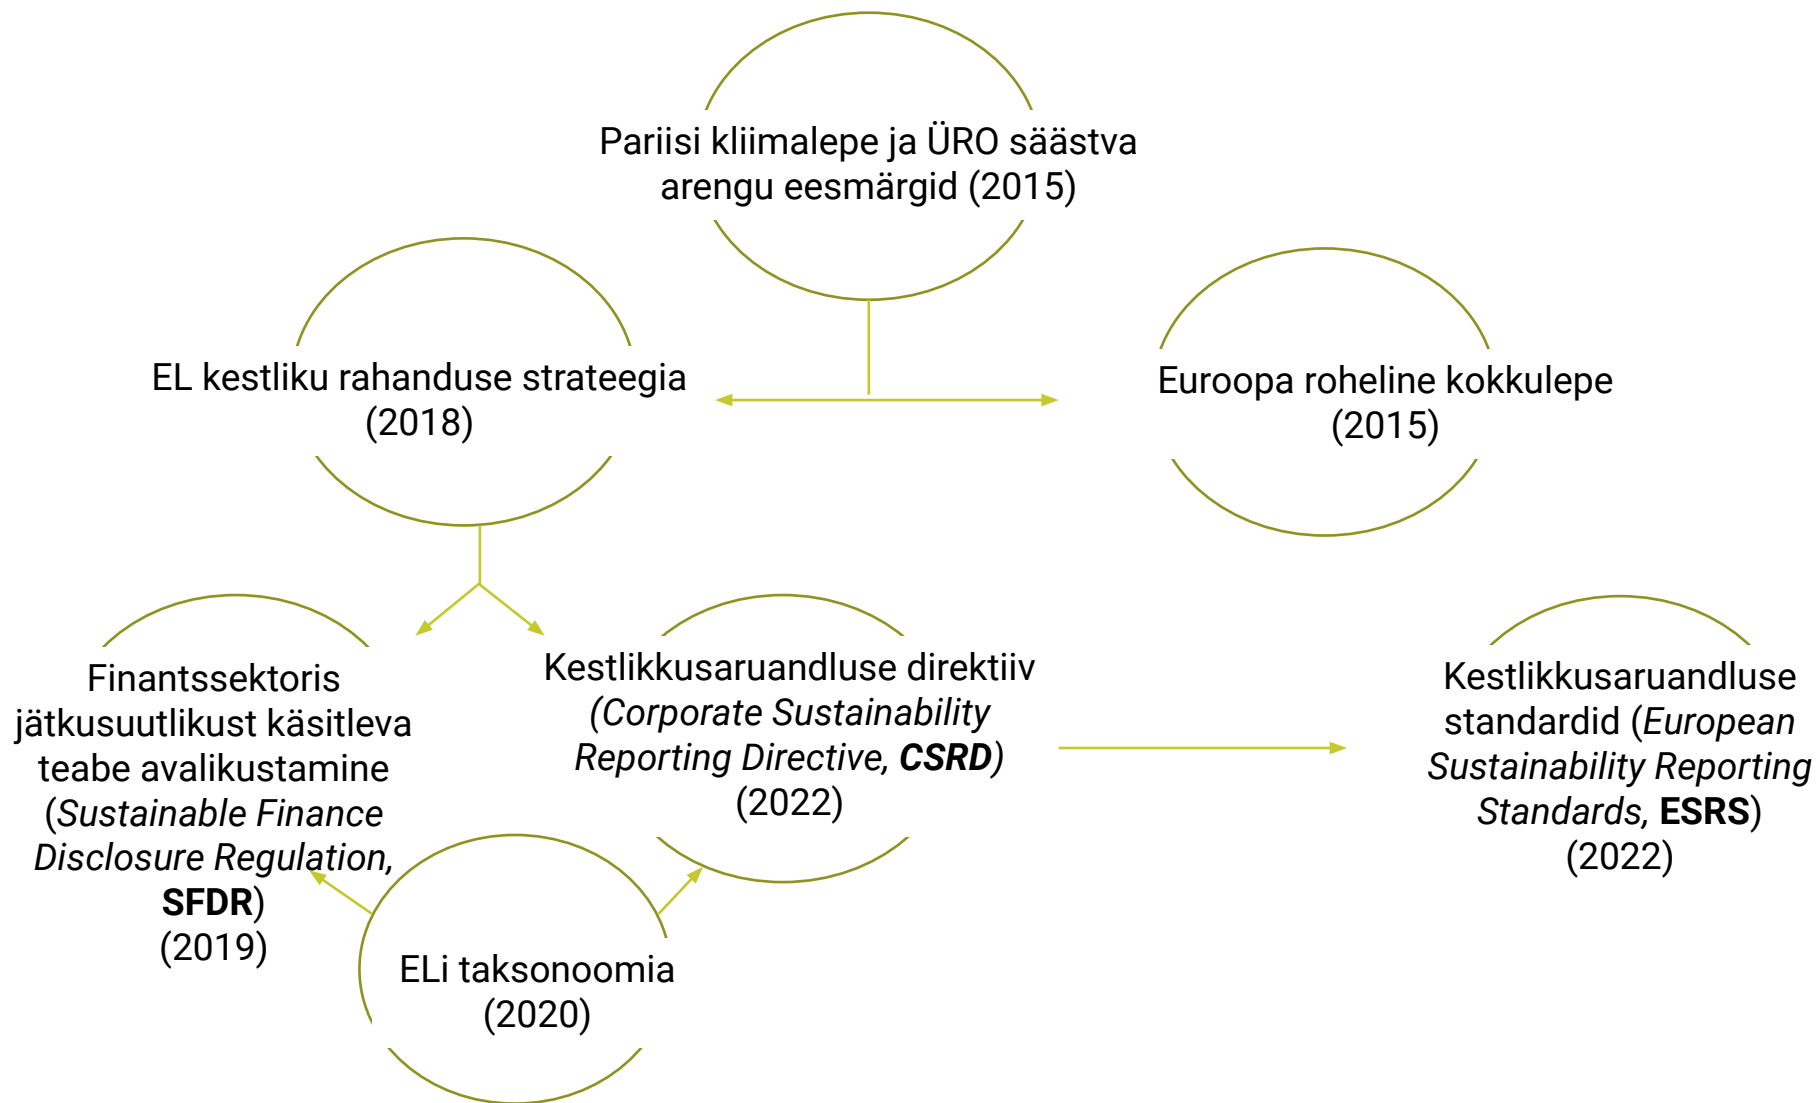 Pariisi kliimalepe ja ÜRO säästva
arengu eesmärgid (2015)
EL kestliku rahanduse strateegia
(2018)
Euroopa roheline kokkulepe
(2015)
Finantssektoris
jätkusuutlikust käsitleva
teabe avalikustamine
(Sustainable Finance
Disclosure Regulation,
SFDR)
(2019)
Kestlikkusaruandluse direktiiv
(Corporate Sustainability
Reporting Directive, CSRD)
(2022)
Kestlikkusaruandluse
standardid (European
Sustainability Reporting
Standards, ESRS)
(2022)
ELi taksonoomia
(2020)